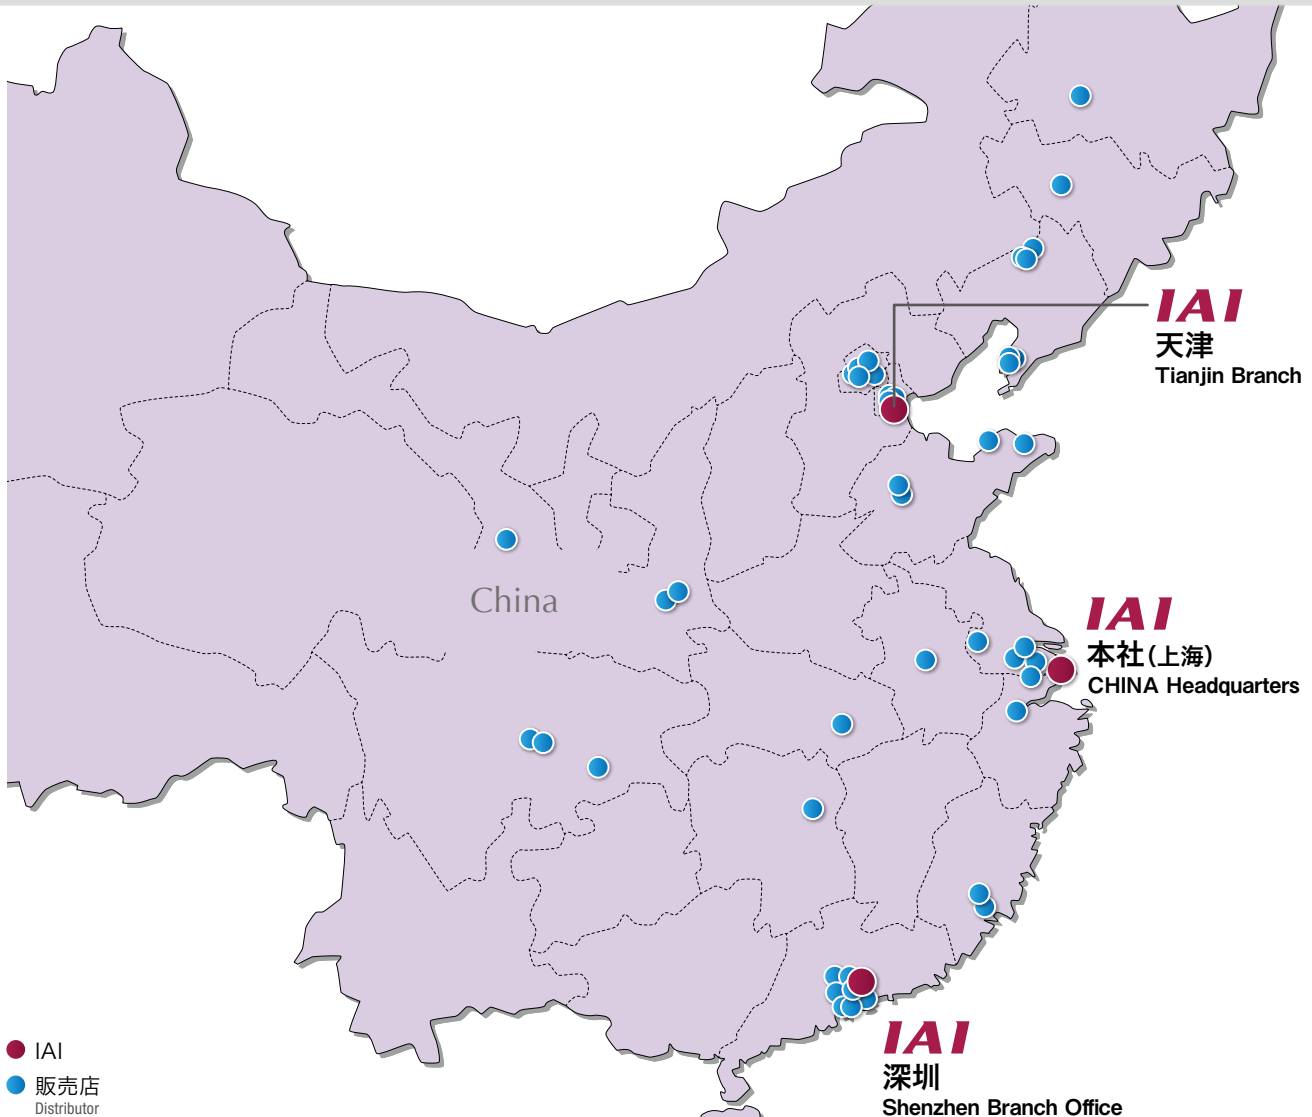 IAI
天津
Tianjin Branch
China
IAI
本社(上海)
CHINA Headquarters
IAI
深圳
Shenzhen Branch Office
IAI
販売店
Distributor